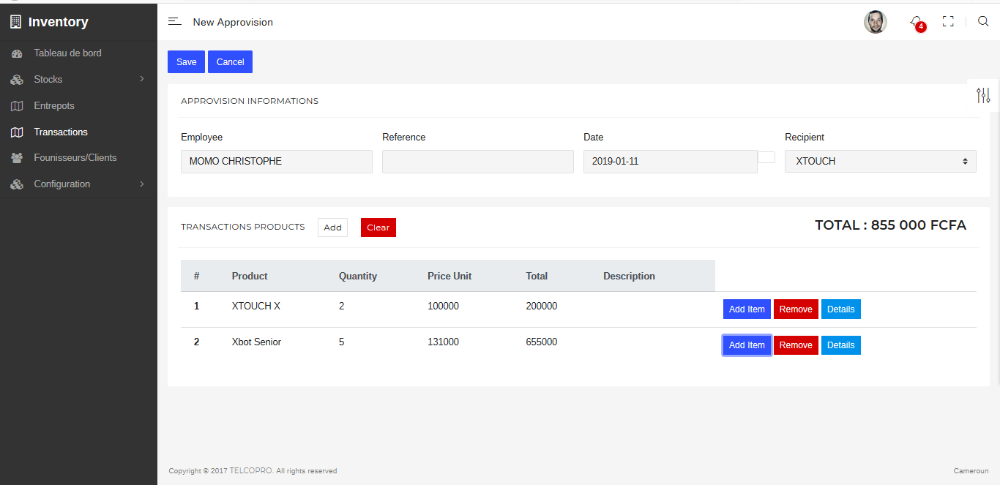 Inventory
New Approvision
4
Tableau de bord
Stocks
Entrepots
Transactions
Founisseurs/Clients
Configuration
Save Cancel
APPROVISION INFORMATIONS
Employee Reference Date Recipient
MOMO CHRISTOPHE 2019-01-11 XTOUCH
TRANSACTIONS PRODUCTS Add Clear TOTAL : 855 000 FCFA
# Product Quantity Price Unit Total Description
1 XTOUCH X 2 100000 200000 Add Item Remove Details
2 Xbot Senior 5 131000 655000 Add Item Remove Details
Copyright © 2017 TELCOPRO. All rights reserved Cameroun